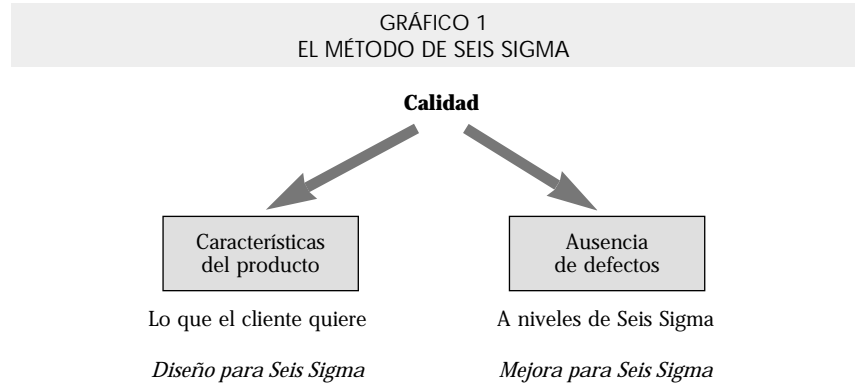 GRÁFICO 1
EL MÉTODO DE SEIS SIGMA
Calidad
Características
del producto
Ausencia
de defectos
Lo que el cliente quiere
A niveles de Seis Sigma
Diseño para Seis Sigma
Mejora para Seis Sigma